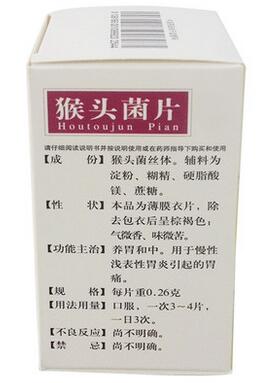 猴头菌片
Houtoujun Pian
请仔细阅读说明书并按说明使用或在药师指导下购买和使用
【成 份】猴头菌丝体。辅料为
淀粉、糊精、硬脂酸
镁、蔗糖。
【性 状】本品为薄膜衣片，除
去包衣后呈棕褐色；
气微香、味微苦。
【功能主治】养胃和中。用于慢性
浅表性胃炎引起的胃
痛。
【规 格】每片重0.26克
【用法用量】口服，一次3～4片，
一日3次。
【不良反应】尚不明确。
【禁 忌】尚不明确。